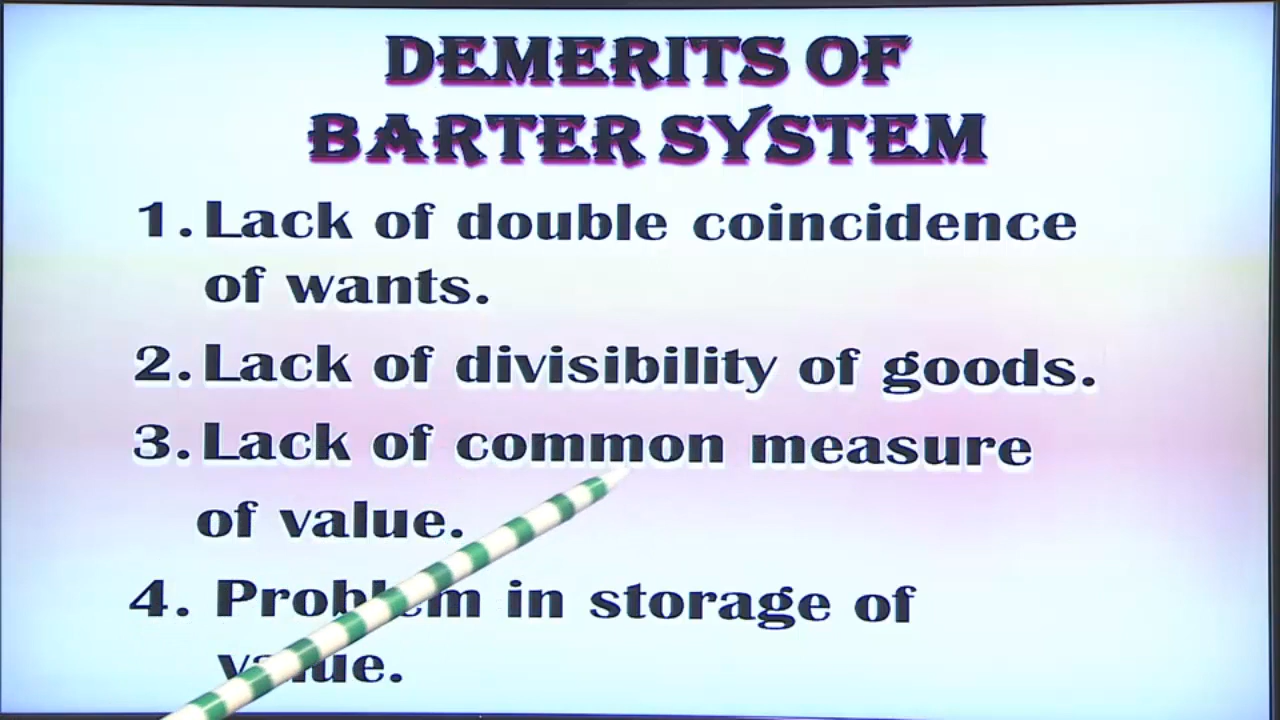 DEMERITS OF
BARTER SYSTEM
1. Lack of double coincidence
of wants.
2. Lack of divisibility of goods.
3. Lack of common measure
of value.
4. Problem in storage of
value.